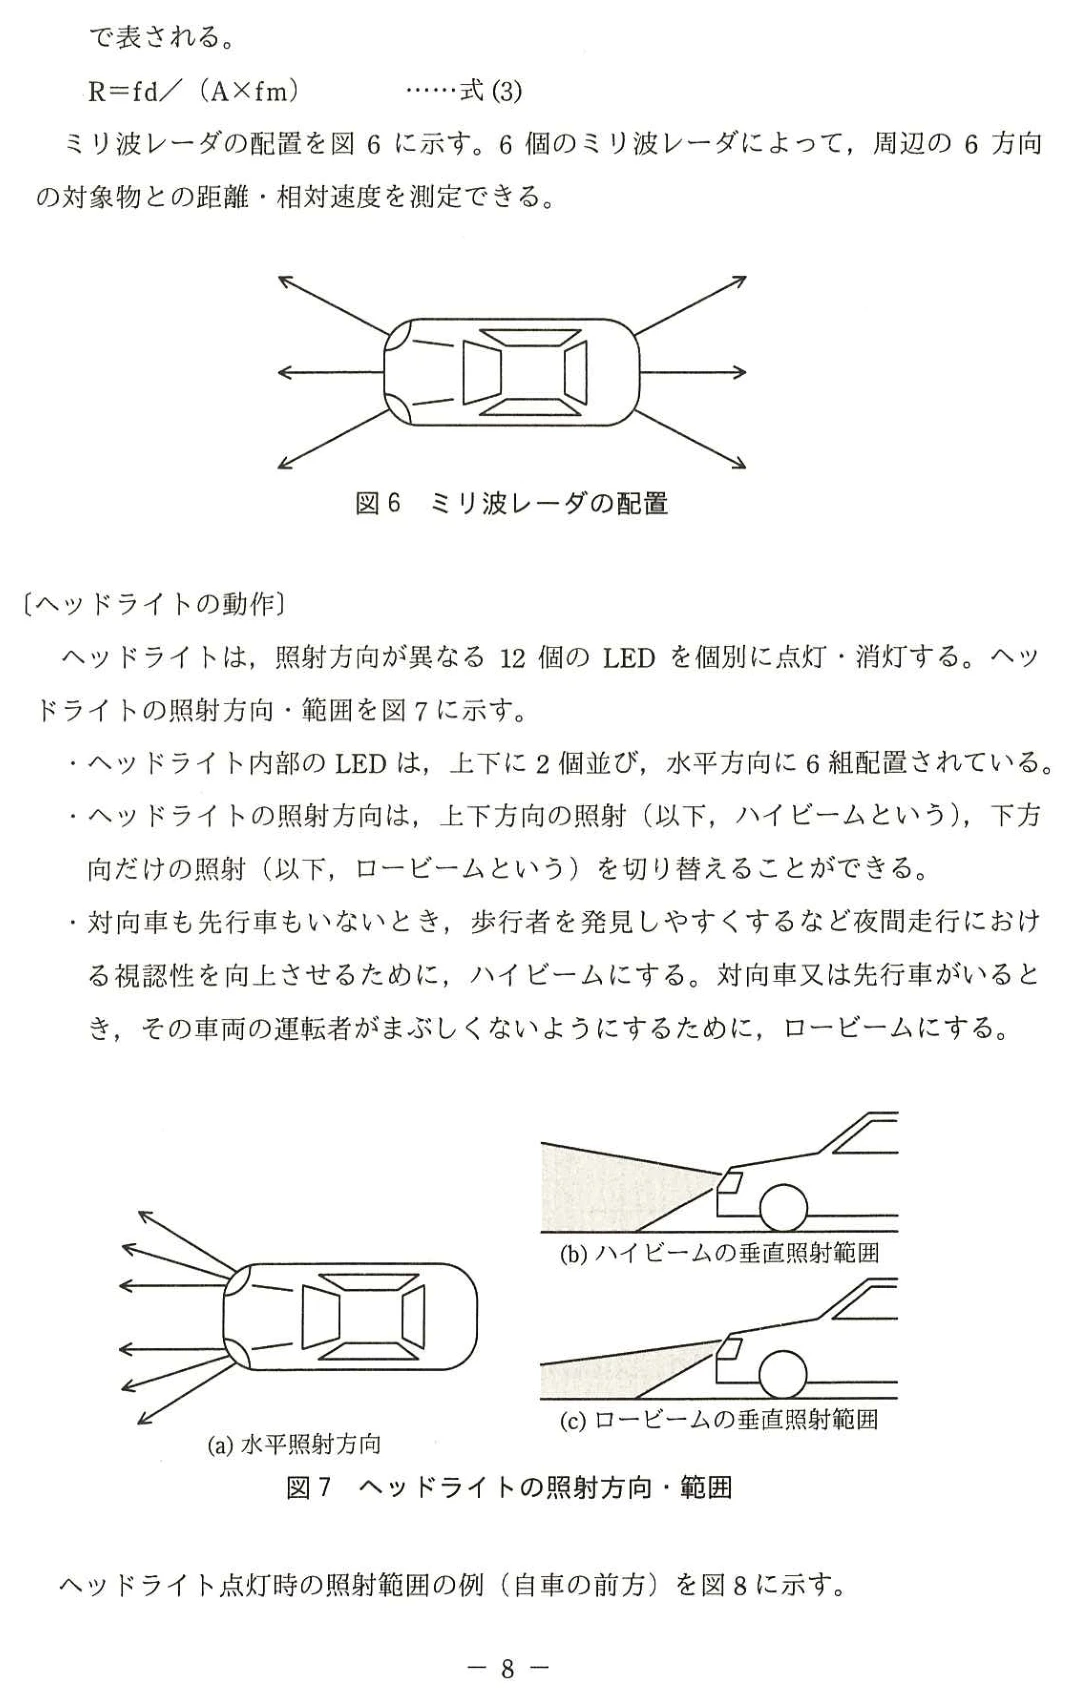 で表される。
R=fd／（A×fm） ……式(3)
ミリ波レーダの配置を図 6 に示す。6 個のミリ波レーダによって，周辺の 6 方向
の対象物との距離・相対速度を測定できる。
図6 ミリ波レーダの配置
〔ヘッドライトの動作〕
ヘッドライトは，照射方向が異なる 12 個の LED を個別に点灯・消灯する。ヘッ
ドライトの照射方向・範囲を図7に示す。
・ヘッドライト内部の LED は，上下に 2 個並び，水平方向に 6 組配置されている。
・ヘッドライトの照射方向は，上下方向の照射（以下，ハイビームという），下方
向だけの照射（以下，ロービームという）を切り替えることができる。
・対向車も先行車もいないとき，歩行者を発見しやすくするなど夜間走行におけ
る視認性を向上させるために，ハイビームにする。対向車又は先行車がいると
き，その車両の運転者がまぶしくないようにするために，ロービームにする。
(b) ハイビームの垂直照射範囲
(c) ロービームの垂直照射範囲
(a) 水平照射方向
図7 ヘッドライトの照射方向・範囲
ヘッドライト点灯時の照射範囲の例（自車の前方）を図8に示す。
－ 8 －